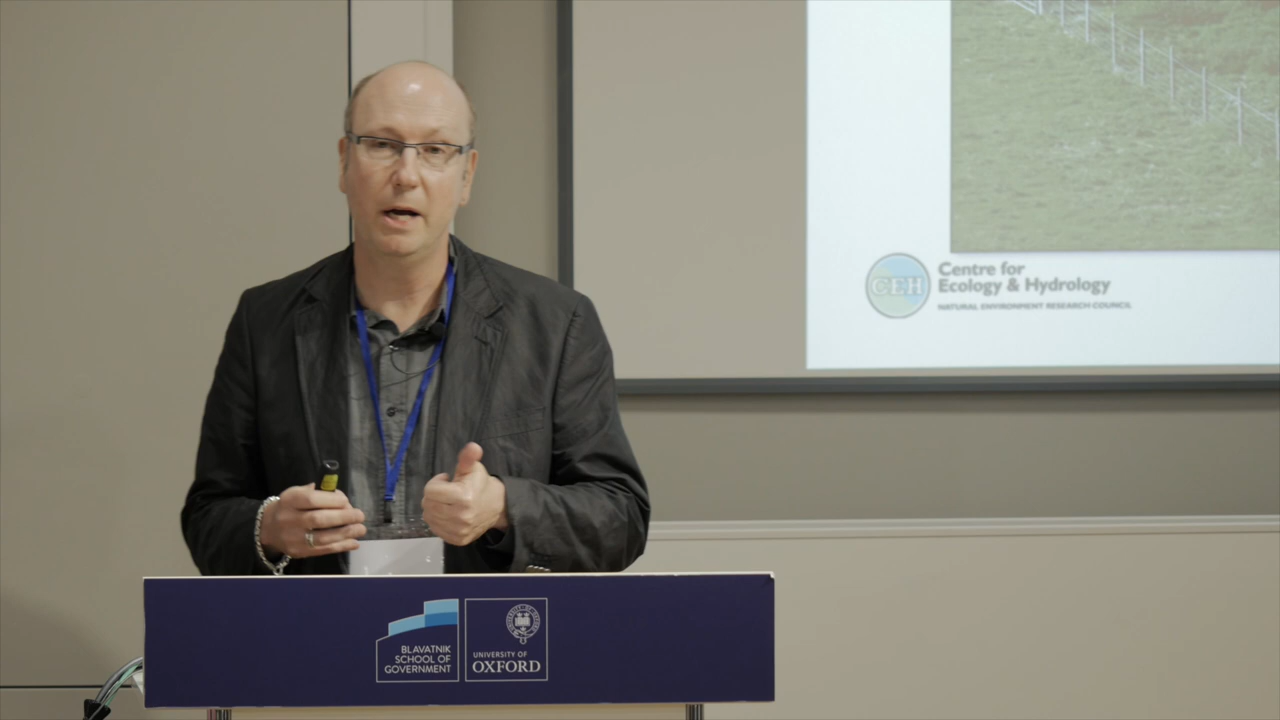 CEH
Centre for
Ecology & Hydrology
NATURAL ENVIRONMENT RESEARCH COUNCIL
BLAVATNIK
SCHOOL OF
GOVERNMENT
UNIVERSITY OF
OXFORD